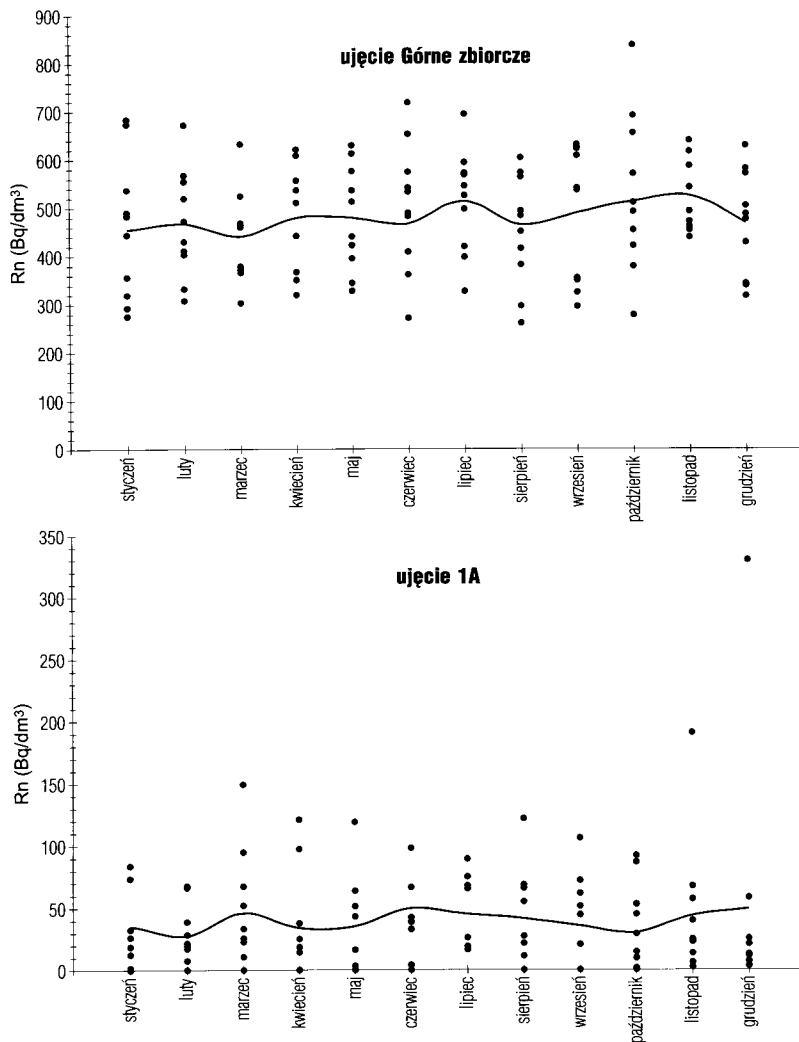 900
ujęcie Górne zbiorcze
800
700
600
500
400
300
200
100
0
Rn (Bq/dm³)
styczeń
luty
marzec
kwiecień
maj
czerwiec
lipiec
sierpień
wrzesień
październik
listopad
grudzień
350
ujęcie 1A
300
250
200
150
100
50
0
Rn (Bq/dm³)
styczeń
luty
marzec
kwiecień
maj
czerwiec
lipiec
sierpień
wrzesień
październik
listopad
grudzień